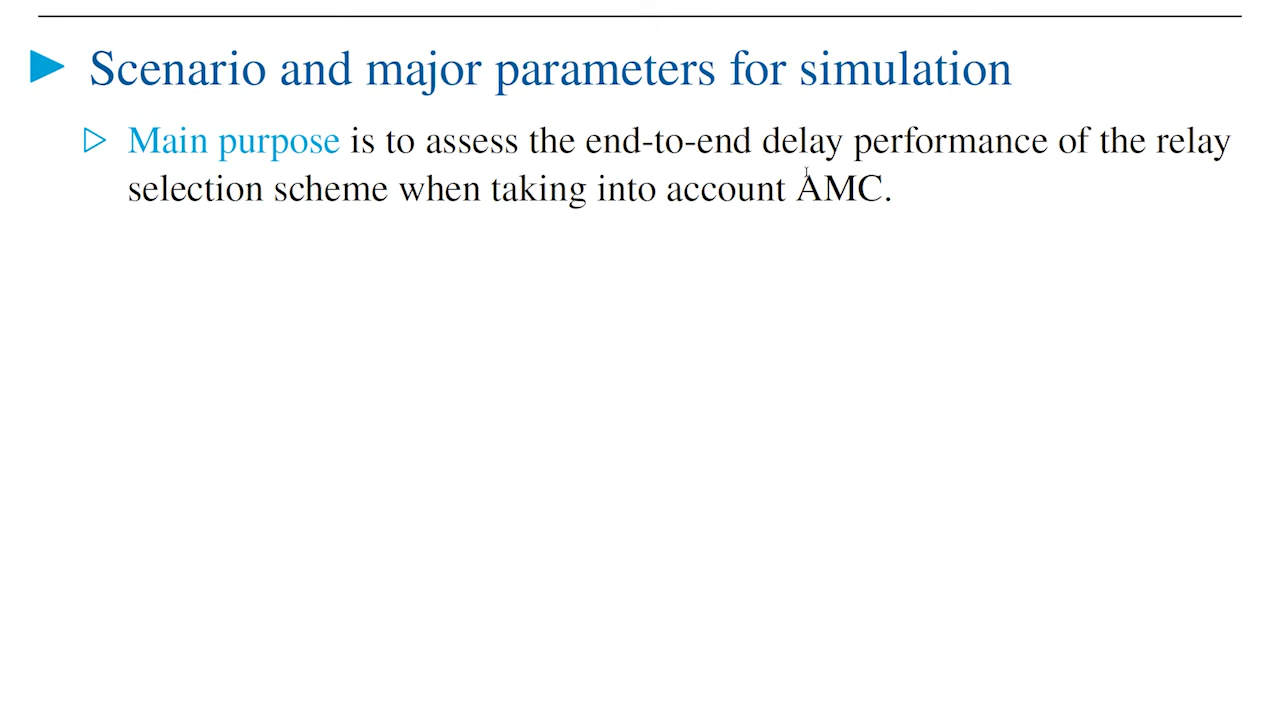 Scenario and major parameters for simulation
Main purpose is to assess the end-to-end delay performance of the relay
selection scheme when taking into account AMC.